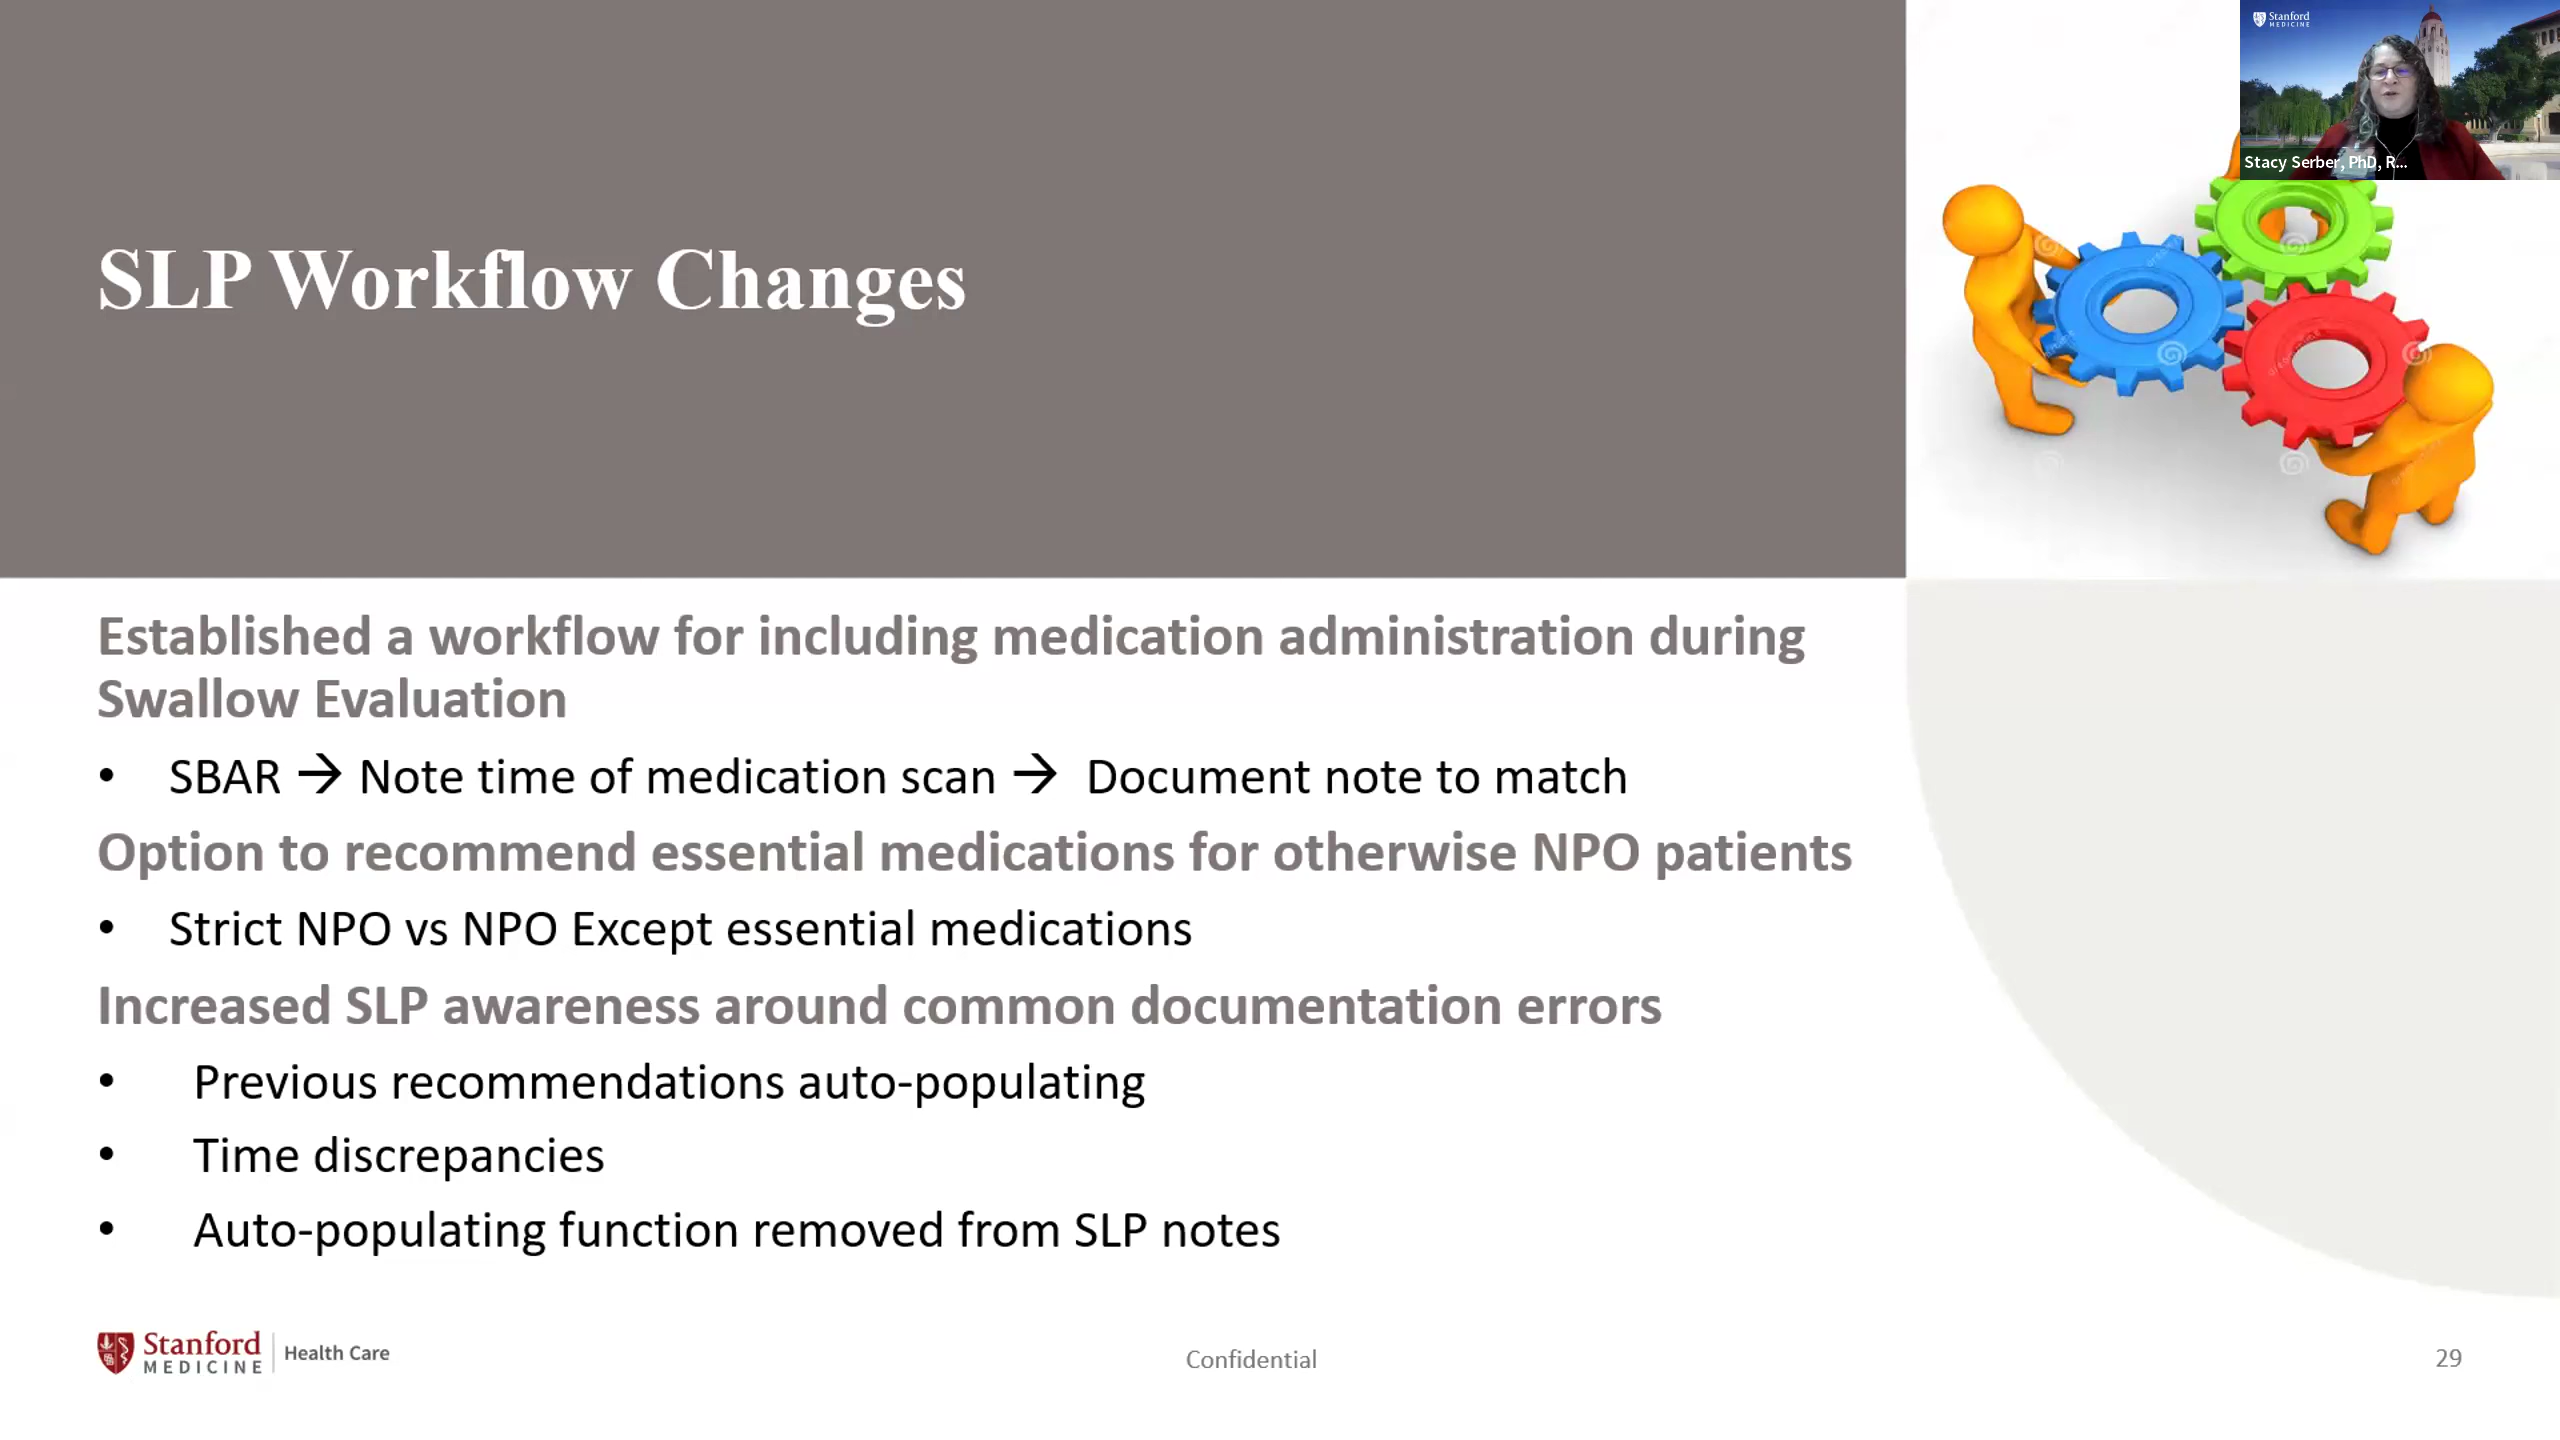 Stanford
MEDICINE
Stacy Serber, PhD, R...
SLP Workflow Changes
Established a workflow for including medication administration during
Swallow Evaluation
• SBAR → Note time of medication scan → Document note to match
Option to recommend essential medications for otherwise NPO patients
• Strict NPO vs NPO Except essential medications
Increased SLP awareness around common documentation errors
• Previous recommendations auto-populating
• Time discrepancies
• Auto-populating function removed from SLP notes
Stanford
MEDICINE
Health Care
Confidential
29